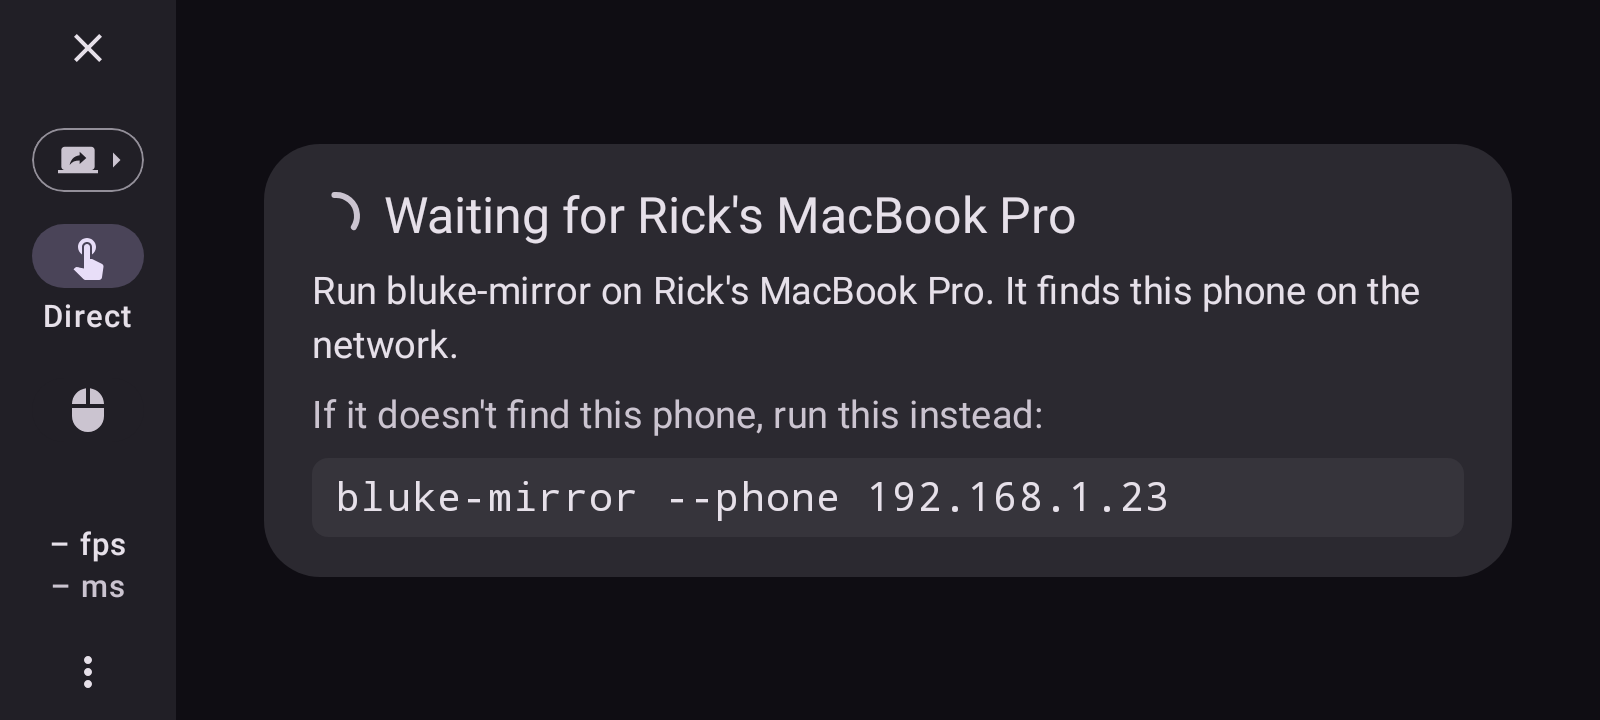 Waiting for Rick's MacBook Pro
Run bluke-mirror on Rick's MacBook Pro. It finds this phone on the
network.
If it doesn't find this phone, run this instead:
bluke-mirror --phone 192.168.1.23
Direct
– fps
– ms